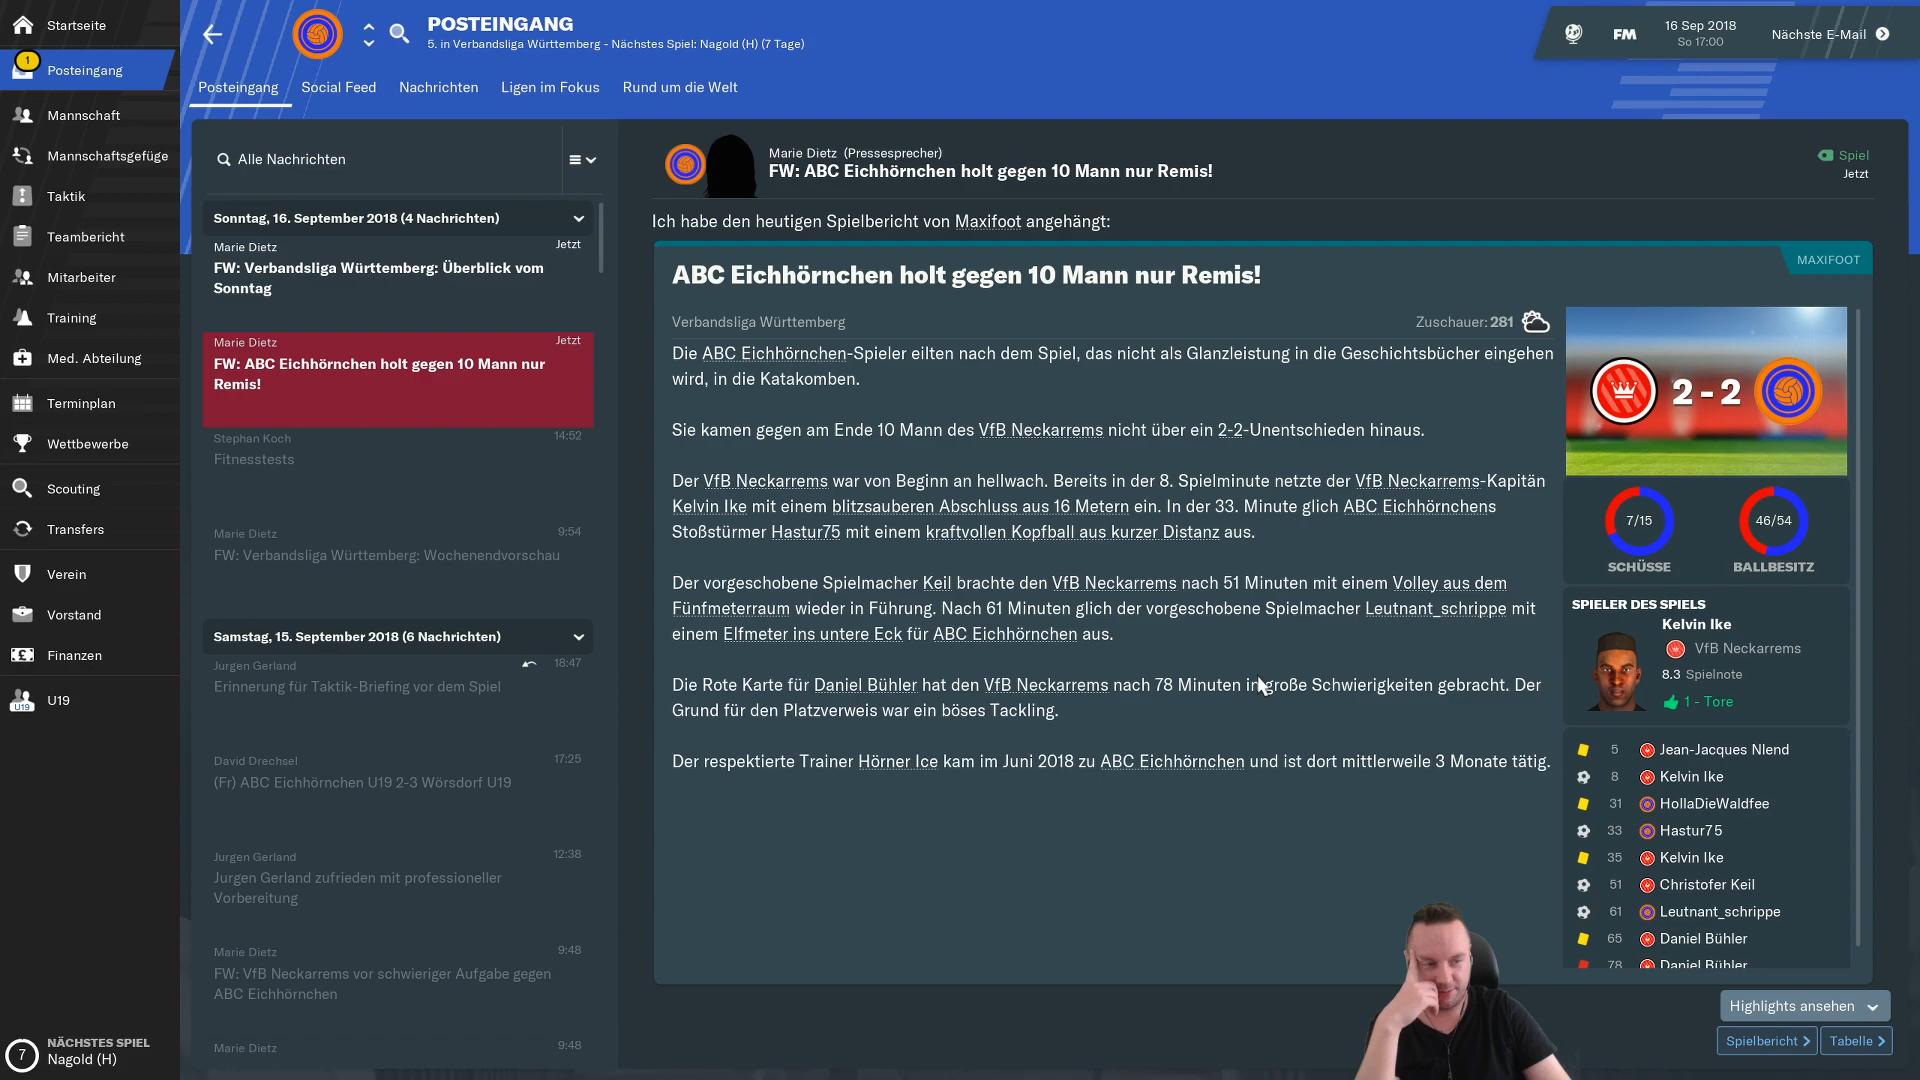 Startseite
1
Posteingang
Mannschaft
Mannschaftsgefüge
Taktik
Teambericht
Mitarbeiter
Training
Med. Abteilung
Terminplan
Wettbewerbe
Scouting
Transfers
Verein
Vorstand
Finanzen
U19
U19
7
NÄCHSTES SPIEL
Nagold (H)
POSTEINGANG
5. in Verbandsliga Württemberg - Nächstes Spiel: Nagold (H) (7 Tage)
FM
16 Sep 2018
So 17:00
Nächste E-Mail
Posteingang
Social Feed
Nachrichten
Ligen im Fokus
Rund um die Welt
Alle Nachrichten
Sonntag, 16. September 2018 (4 Nachrichten)
Marie Dietz
Jetzt
FW: Verbandsliga Württemberg: Überblick vom
Sonntag
Marie Dietz
Jetzt
FW: ABC Eichhörnchen holt gegen 10 Mann nur
Remis!
Stephan Koch
14:52
Fitnesstests
Marie Dietz
9:54
FW: Verbandsliga Württemberg: Wochenendvorschau
Samstag, 15. September 2018 (6 Nachrichten)
Jurgen Gerland
18:47
Erinnerung für Taktik-Briefing vor dem Spiel
David Drechsel
17:25
(Fr) ABC Eichhörnchen U19 2-3 Wörsdorf U19
Jurgen Gerland
12:38
Jurgen Gerland zufrieden mit professioneller
Vorbereitung
Marie Dietz
9:48
FW: VfB Neckarrems vor schwieriger Aufgabe gegen
ABC Eichhörnchen
Marie Dietz
9:48
Marie Dietz (Pressesprecher)
FW: ABC Eichhörnchen holt gegen 10 Mann nur Remis!
Spiel
Jetzt
Ich habe den heutigen Spielbericht von Maxifoot angehängt:
MAXIFOOT
ABC Eichhörnchen holt gegen 10 Mann nur Remis!
Verbandsliga Württemberg
Zuschauer: 281
Die ABC Eichhörnchen-Spieler eilten nach dem Spiel, das nicht als Glanzleistung in die Geschichtsbücher eingehen
wird, in die Katakomben.
Sie kamen gegen am Ende 10 Mann des VfB Neckarrems nicht über ein 2-2-Unentschieden hinaus.
Der VfB Neckarrems war von Beginn an hellwach. Bereits in der 8. Spielminute netzte der VfB Neckarrems-Kapitän
Kelvin Ike mit einem blitzsauberen Abschluss aus 16 Metern ein. In der 33. Minute glich ABC Eichhörnchens
Stoßstürmer Hastur75 mit einem kraftvollen Kopfball aus kurzer Distanz aus.
Der vorgeschobene Spielmacher Keil brachte den VfB Neckarrems nach 51 Minuten mit einem Volley aus dem
Fünfmeterraum wieder in Führung. Nach 61 Minuten glich der vorgeschobene Spielmacher Leutnant_schrippe mit
einem Elfmeter ins untere Eck für ABC Eichhörnchen aus.
Die Rote Karte für Daniel Bühler hat den VfB Neckarrems nach 78 Minuten in große Schwierigkeiten gebracht. Der
Grund für den Platzverweis war ein böses Tackling.
Der respektierte Trainer Hörner Ice kam im Juni 2018 zu ABC Eichhörnchen und ist dort mittlerweile 3 Monate tätig.
2 - 2
7/15
SCHÜSSE
46/54
BALLBESITZ
SPIELER DES SPIELS
Kelvin Ike
VfB Neckarrems
8.3 Spielnote
1 - Tore
5 Jean-Jacques Nlend
8 Kelvin Ike
31 HollaDieWaldfee
33 Hastur75
35 Kelvin Ike
51 Christofer Keil
61 Leutnant_schrippe
65 Daniel Bühler
78 Daniel Bühler
Highlights ansehen
Spielbericht
Tabelle